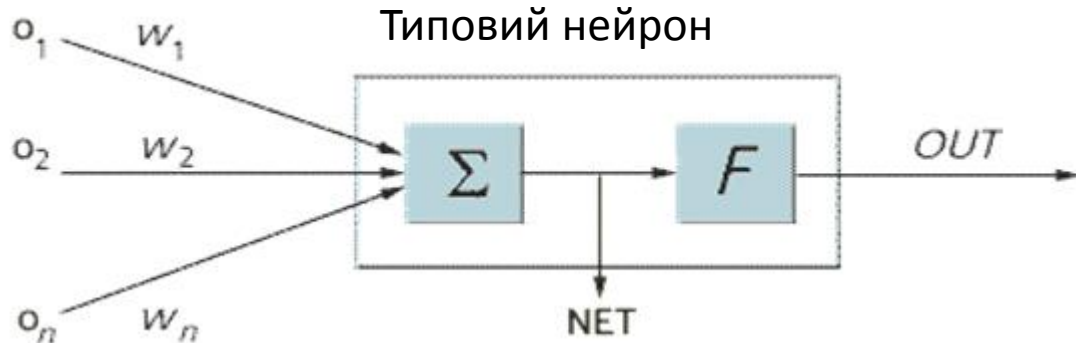 Типовий нейрон
o₁ w₁
o₂ w₂ Σ F OUT
oₙ wₙ NET